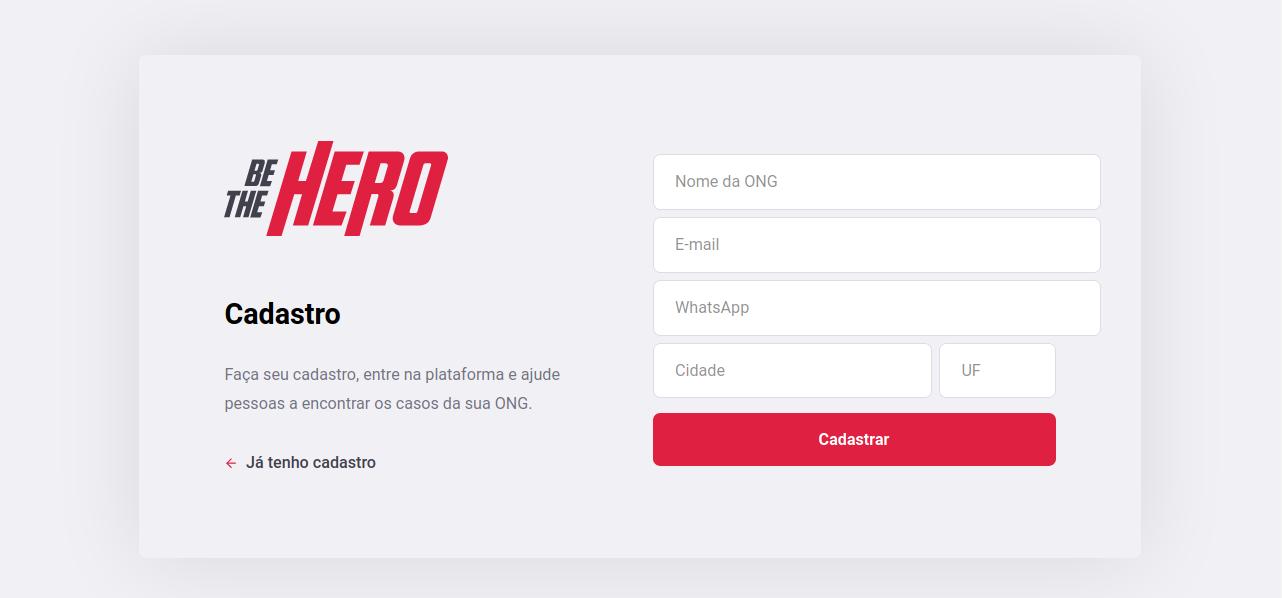 BE
THE HERO
Cadastro
Faça seu cadastro, entre na plataforma e ajude
pessoas a encontrar os casos da sua ONG.
Já tenho cadastro
Nome da ONG
E-mail
WhatsApp
Cidade UF
Cadastrar